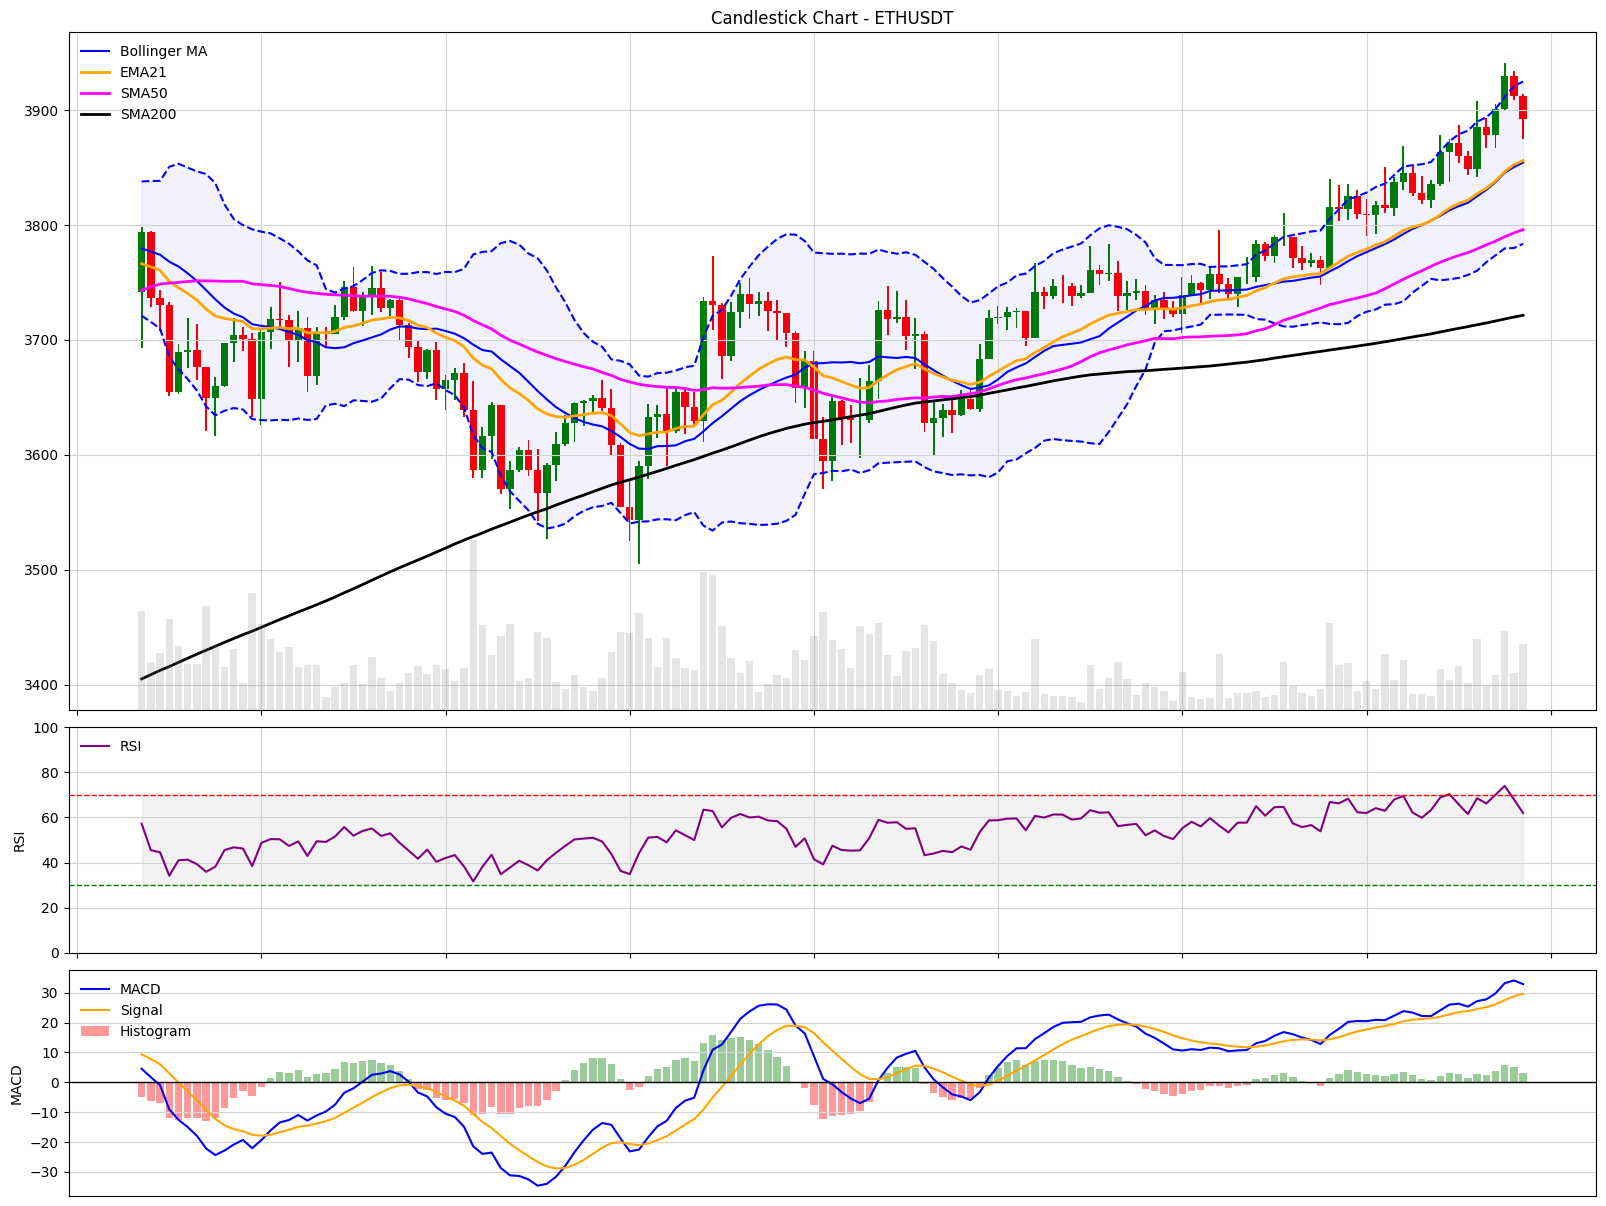 Candlestick Chart - ETHUSDT
Bollinger MA
EMA21
SMA50
SMA200
3900
3800
3700
3600
3500
3400
RSI
100
80
60
40
20
0
RSI
MACD
Signal
Histogram
30
20
10
0
−10
−20
−30
MACD